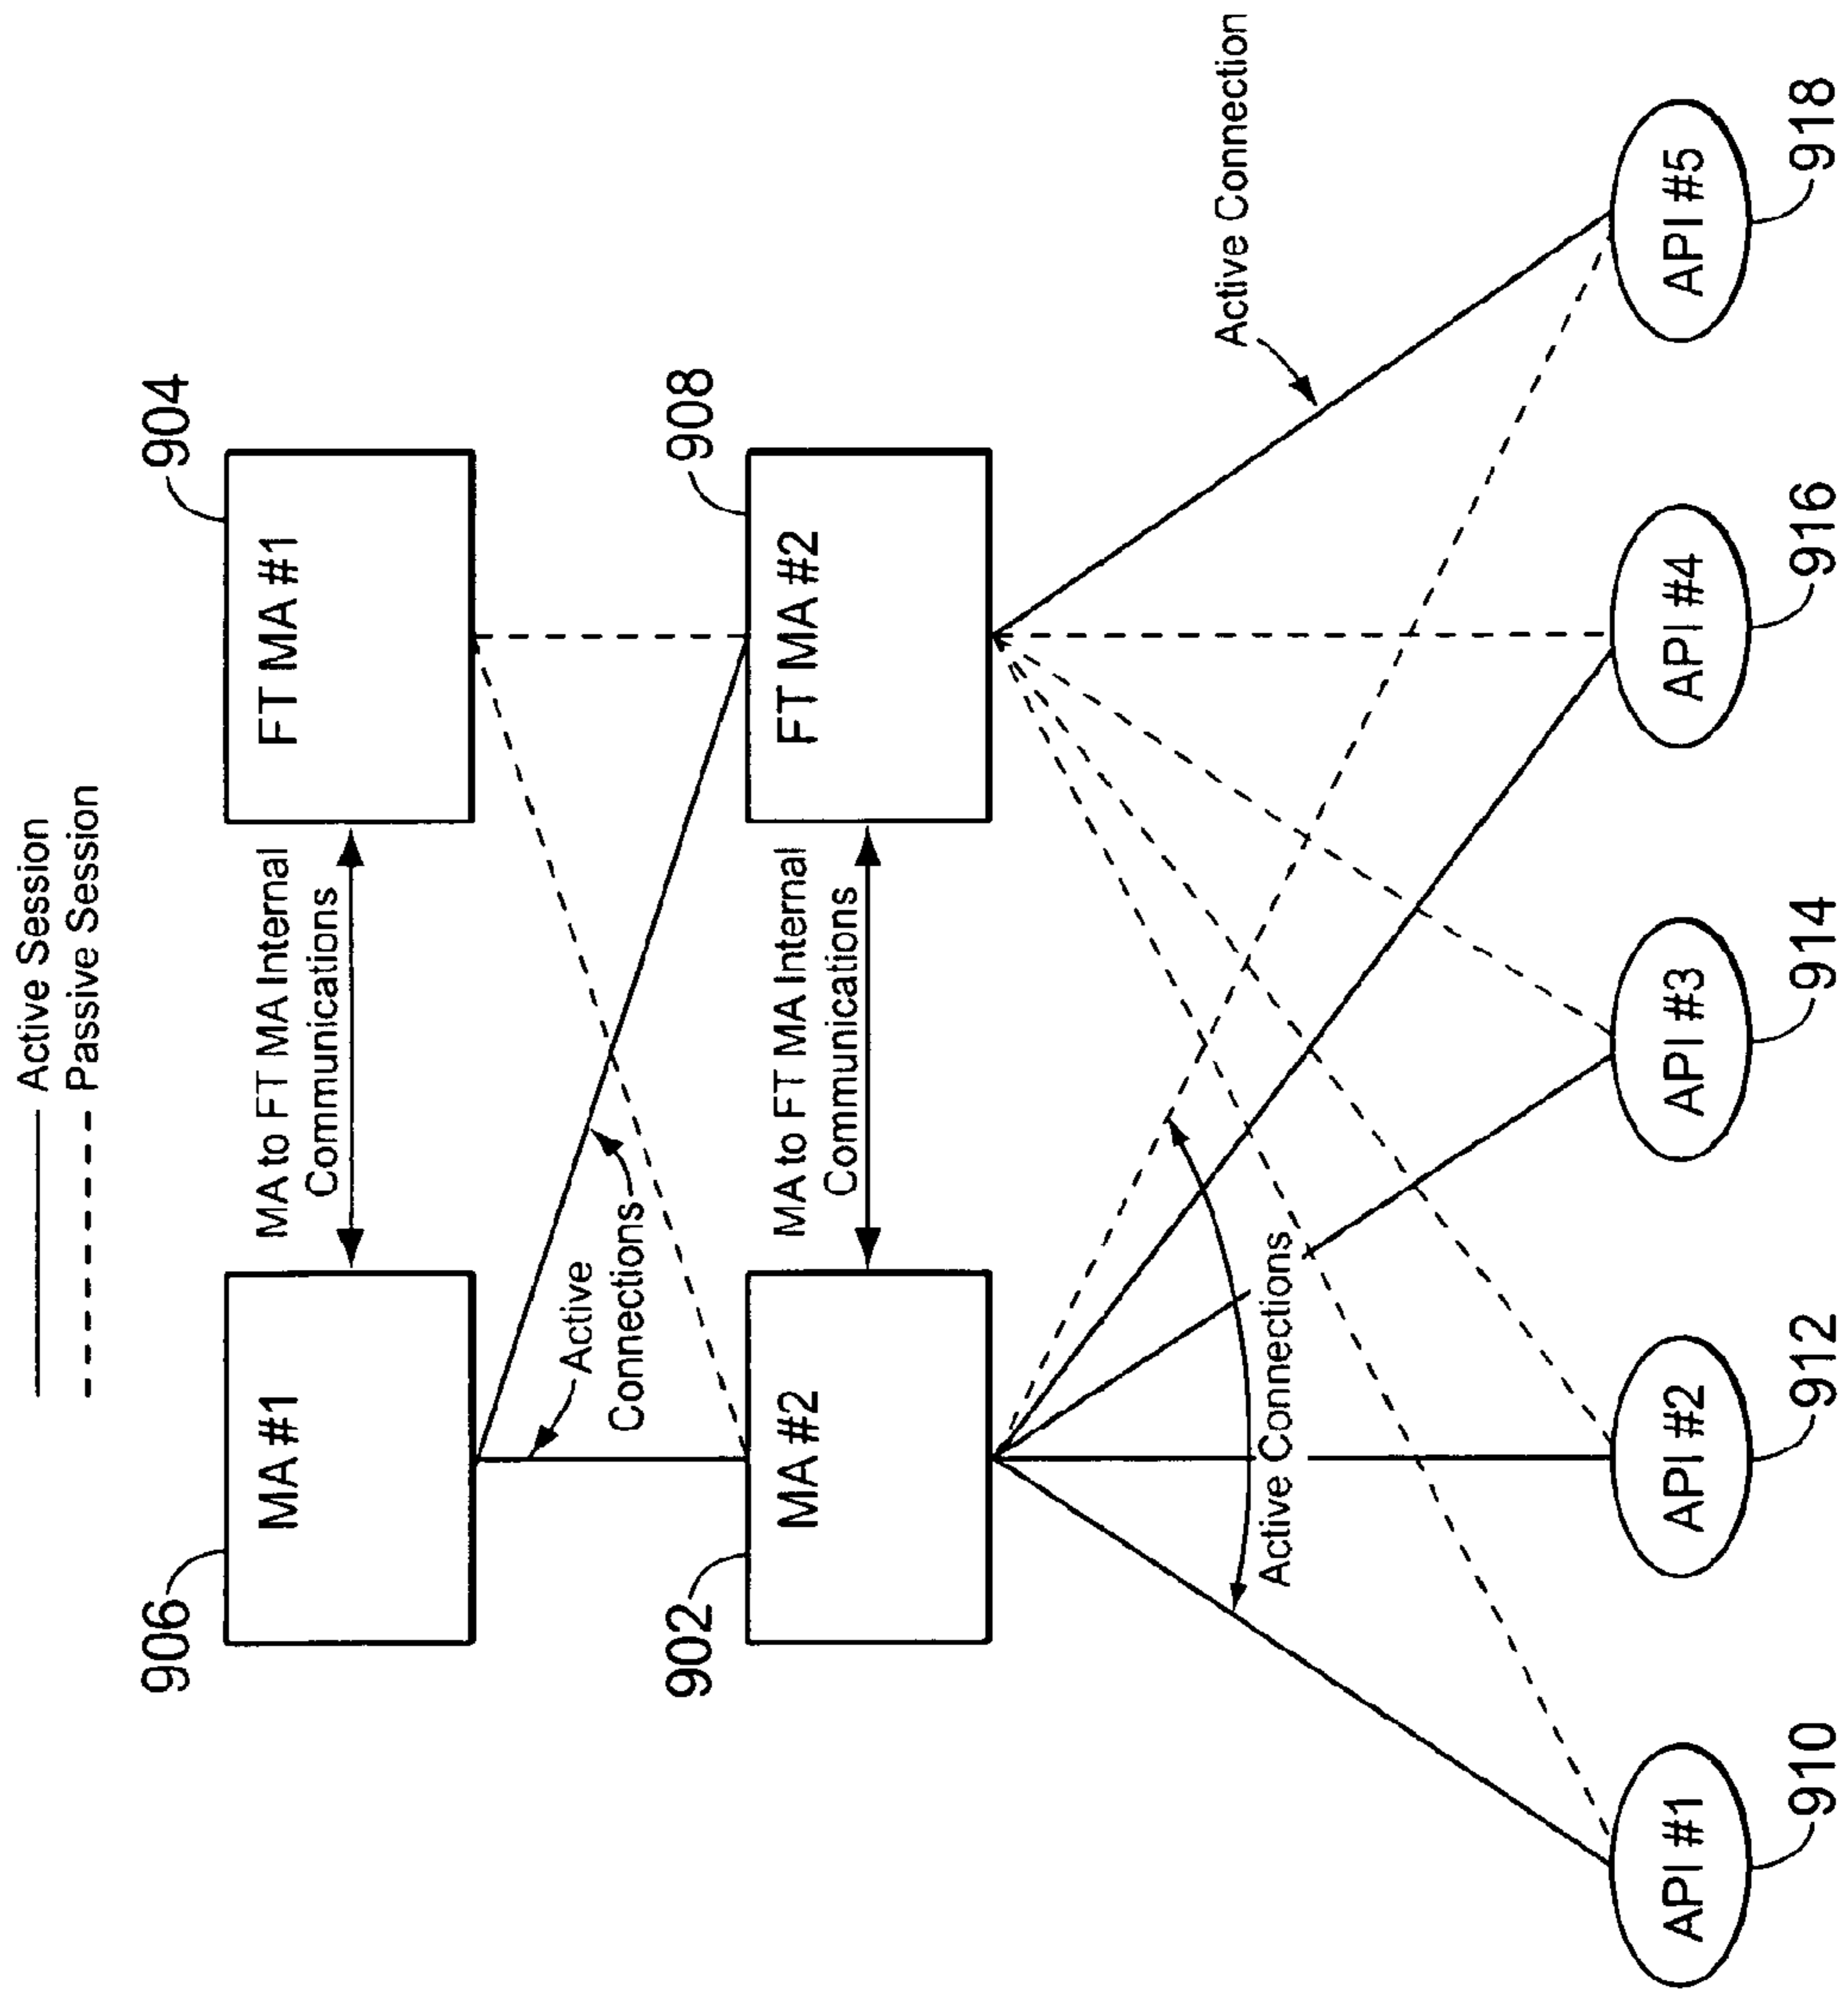 Active Session
Passive Session
906
904
MA #1
MA to FT MA Internal
Communications
FT MA #1
Active
Connections
902
908
MA #2
MA to FT MA Internal
Communications
FT MA #2
Active Connections
Active Connection
API #1
API #2
API #3
API #4
API #5
910
912
914
916
918